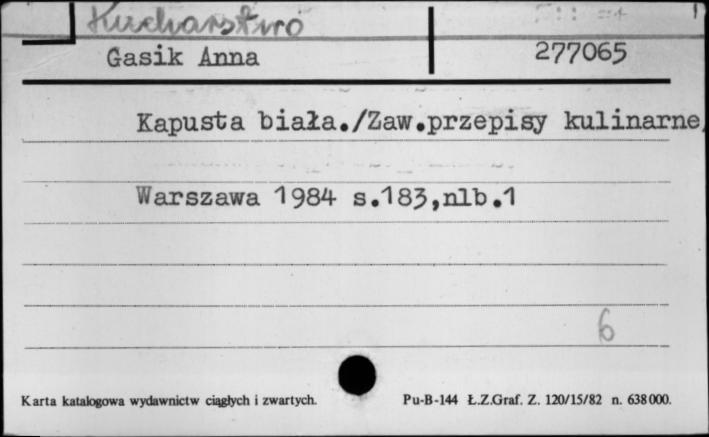 Kucharstwo
Gasik Anna 277065
Kapusta biała./Zaw.przepisy kulinarne/
Warszawa 1984 s.183,nlb.1
6
Karta katalogowa wydawnictw ciągłych i zwartych. Pu-B-144 Ł.Z.Graf. Z. 120/15/82 n. 638000.